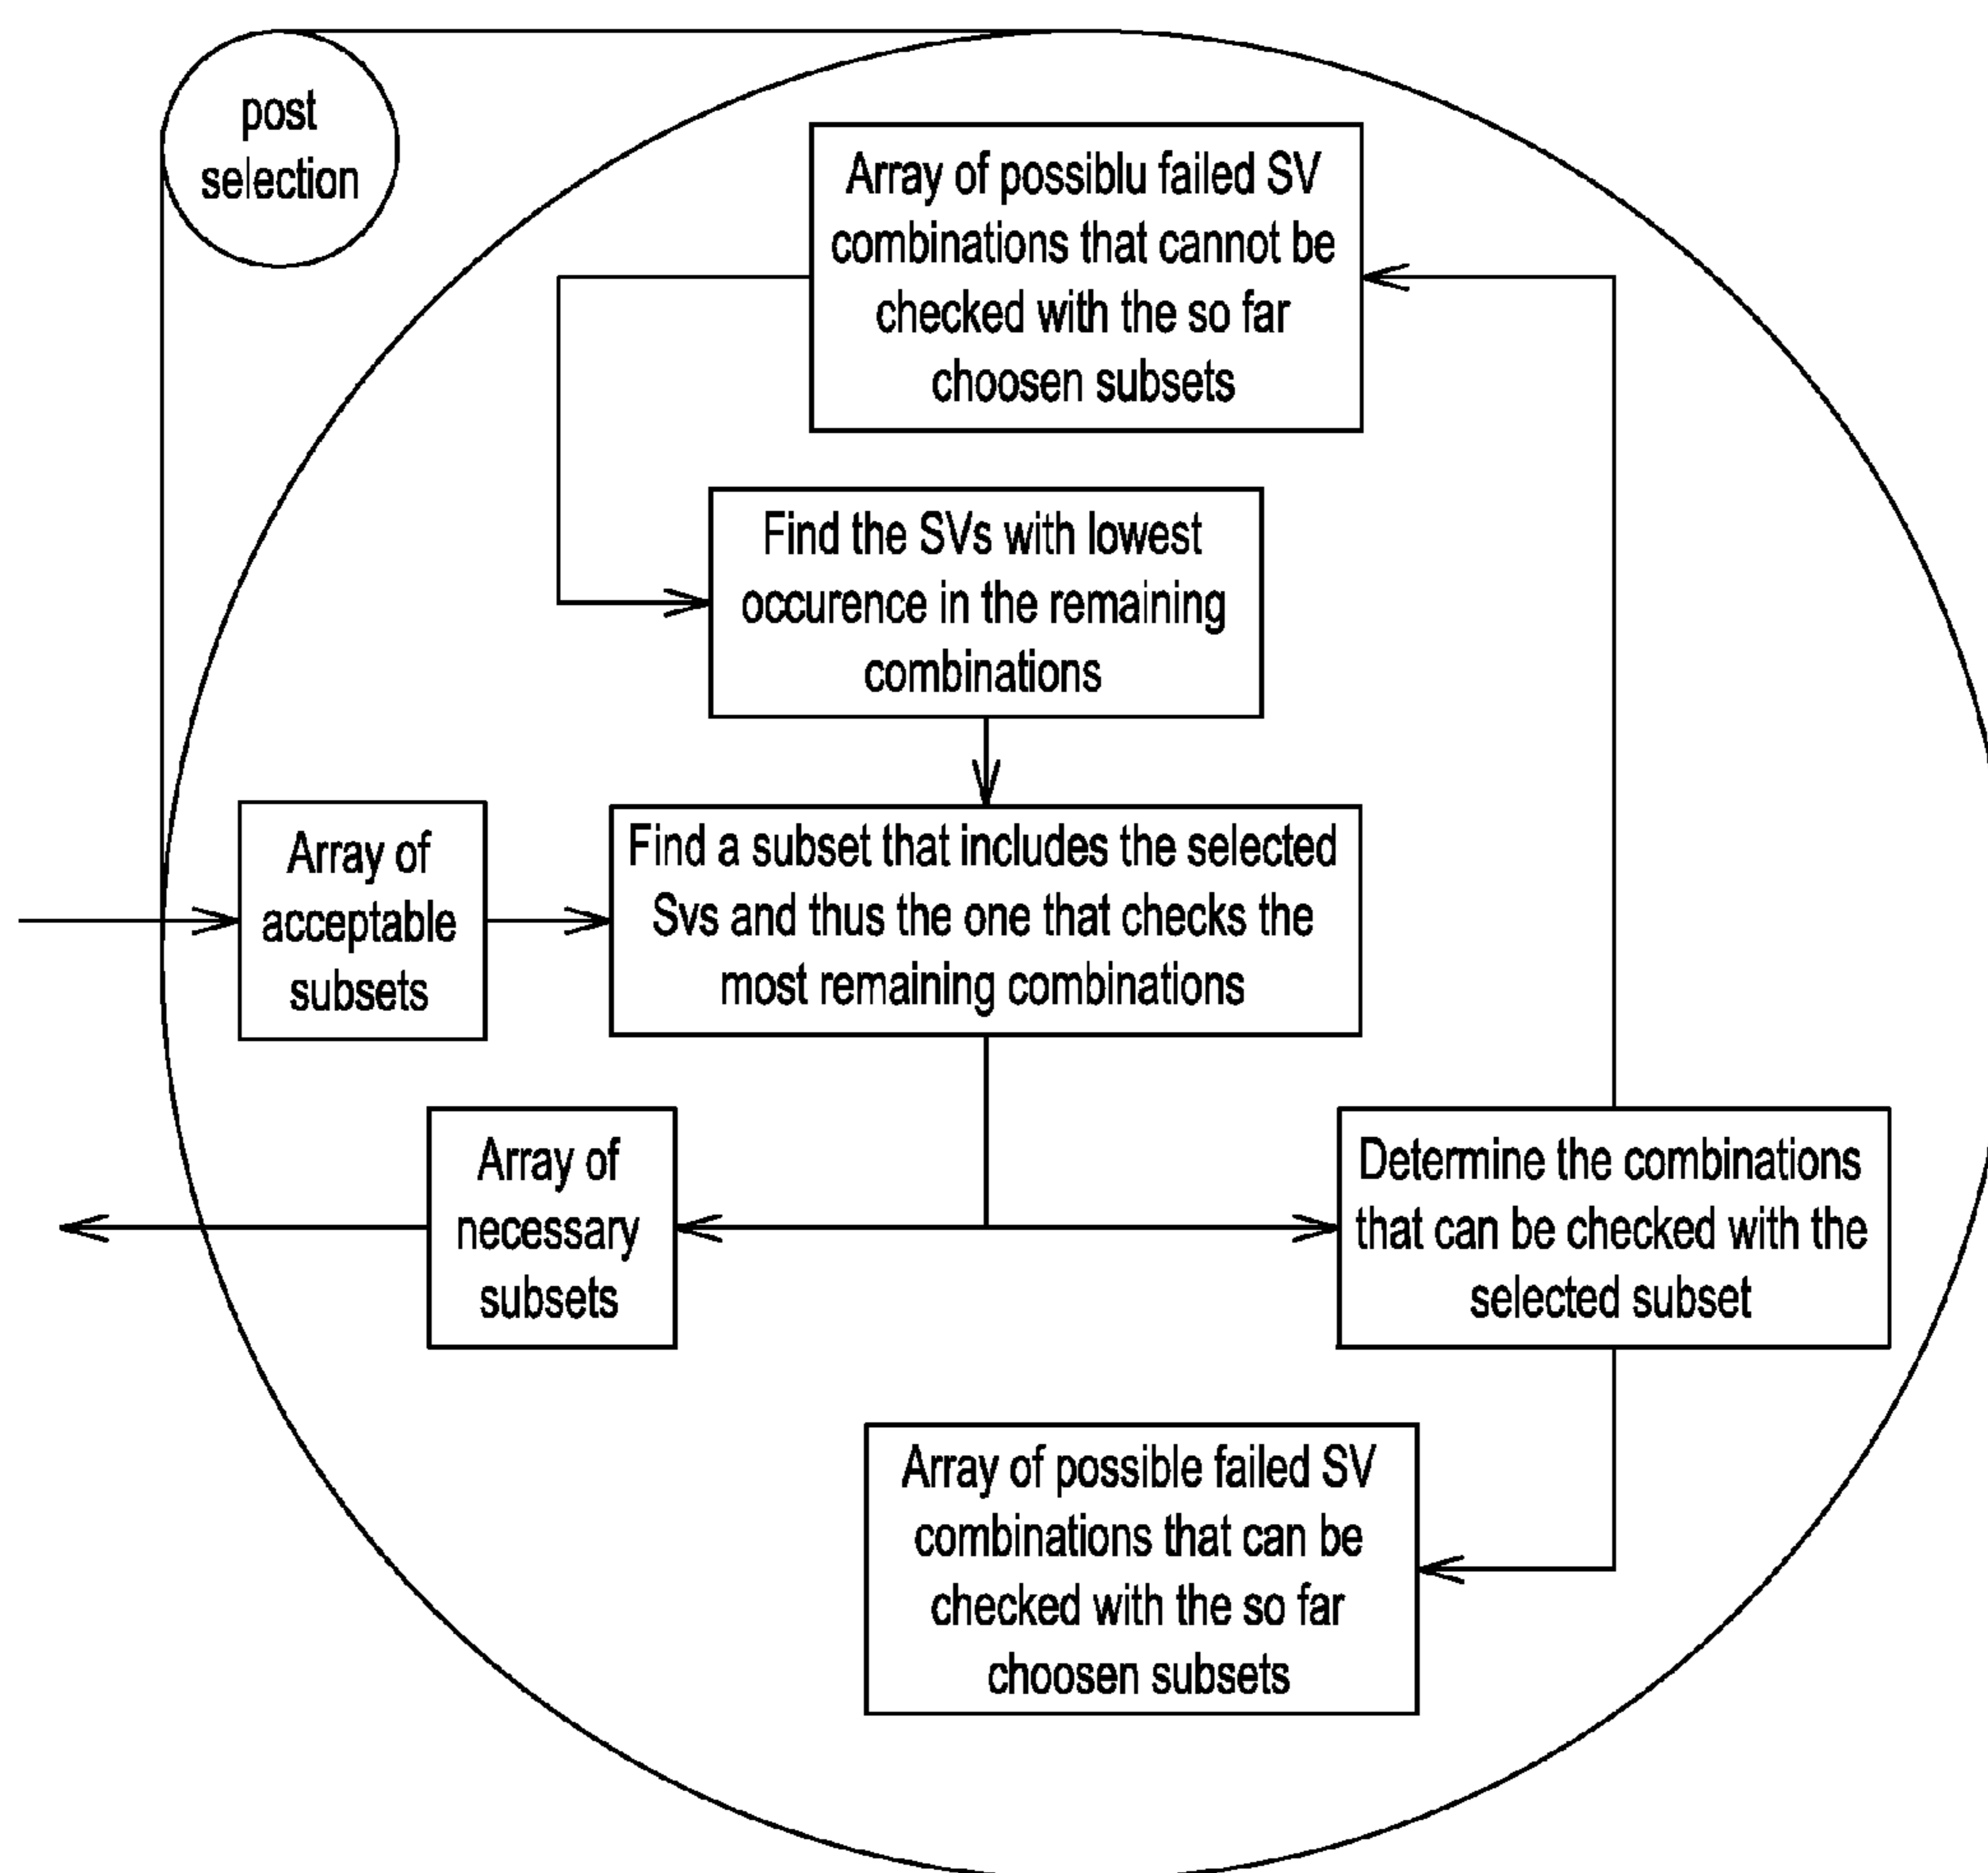 post
selection
Array of possiblu failed SV
combinations that cannot be
checked with the so far
choosen subsets
Find the SVs with lowest
occurence in the remaining
combinations
Array of
acceptable
subsets
Find a subset that includes the selected
Svs and thus the one that checks the
most remaining combinations
Array of
necessary
subsets
Determine the combinations
that can be checked with the
selected subset
Array of possible failed SV
combinations that can be
checked with the so far
choosen subsets